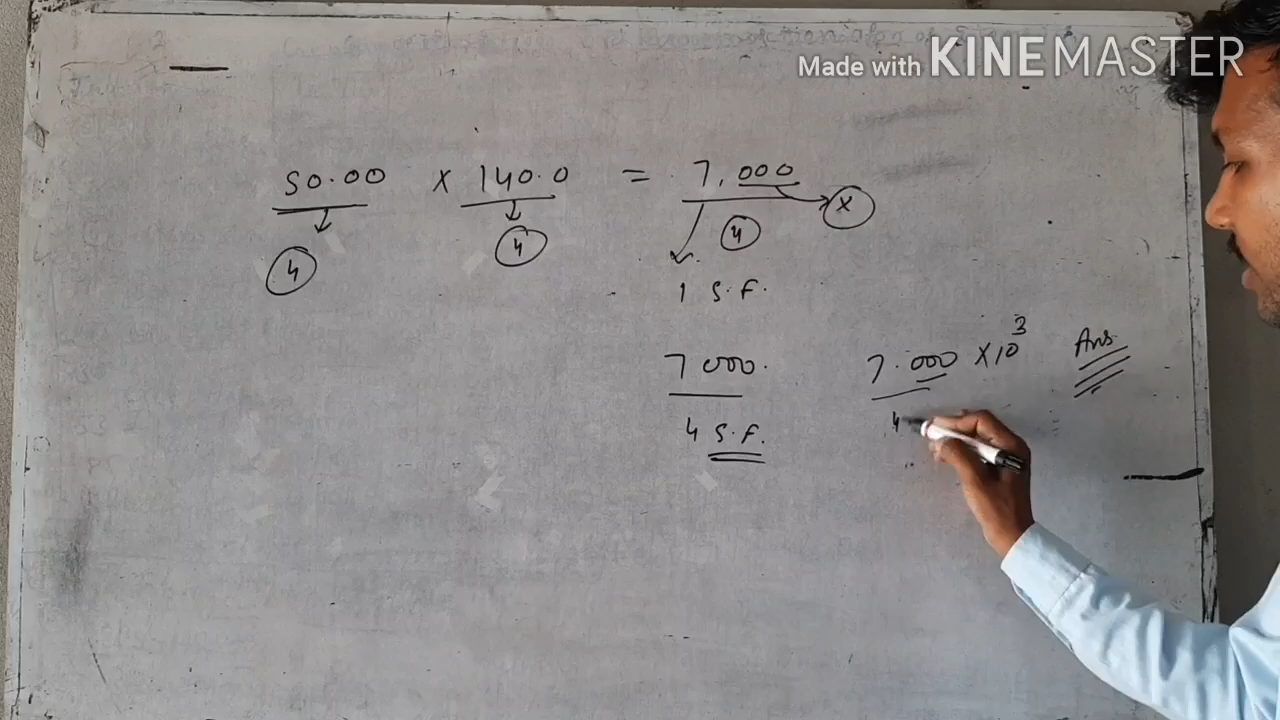 Made with KINEMASTER
50.00 x 140.0 = 7,000
4 4 4 x
1 S.F.
7000. 7.000 x 10³ Ans
4 S.F. 4